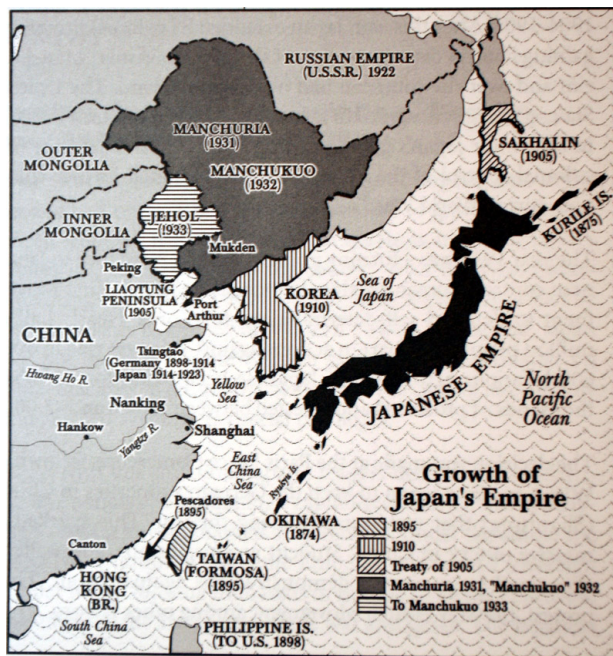 RUSSIAN EMPIRE
(U.S.S.R.) 1922
MANCHURIA
(1931)
SAKHALIN
(1905)
OUTER
MONGOLIA
MANCHUKUO
(1932)
KURILE IS.
(1875)
INNER
MONGOLIA
JEHOL
(!933)
Mukden
Peking
LIAOTUNG
PENINSULA
(1905)
Port
Arthur
KOREA
(1910)
Sea of
Japan
CHINA
Tsingtao
(Germany 1898-1914
Japan 1914-1923)
Hwang Ho R.
Yellow
Sea
JAPANESE EMPIRE
North
Pacific
Ocean
Nanking
Hankow
Yangtze R.
Shanghai
East
China
Sea
Ryukyu Is.
Pescadores
(1895)
OKINAWA
(1874)
Canton
TAIWAN
(FORMOSA)
(1895)
HONG
KONG
(BR.)
South China
Sea
PHILIPPINE IS.
(TO U.S. 1898)
Growth of
Japan's Empire
1895
1910
Treaty of 1905
Manchuria 1931, "Manchukuo" 1932
To Manchukuo 1933